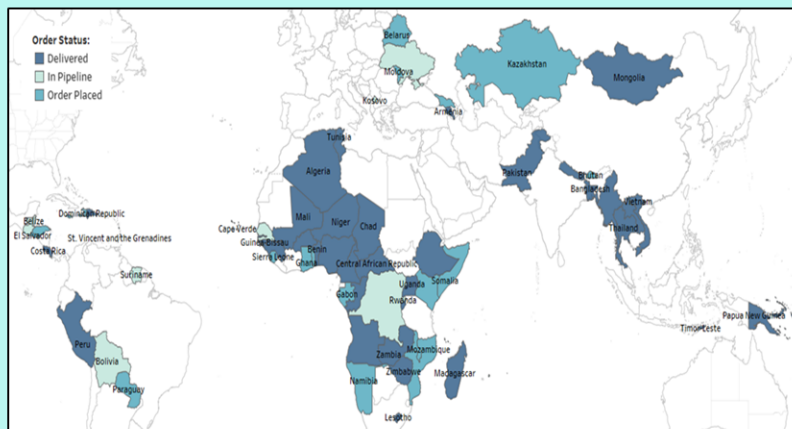 Order Status:
Delivered
In Pipeline
Order Placed
Belarus
Moldova
Kosovo
Armenia
Kazakhstan
Mongolia
Tunisia
Algeria
Pakistan
Bhutan
Bangladesh
Vietnam
Thailand
Dominican Republic
Belize
El Salvador
St. Vincent and the Grenadines
Costa Rica
Suriname
Mali
Niger
Chad
Cape Verde
Guinea-Bissau
Benin
Sierra Leone
Ghana
Central African Republic
Somalia
Uganda
Gabon
Rwanda
Papua New Guinea
Timor-Leste
Peru
Bolivia
Paraguay
Zambia
Mozambique
Zimbabwe
Madagascar
Namibia
Lesotho